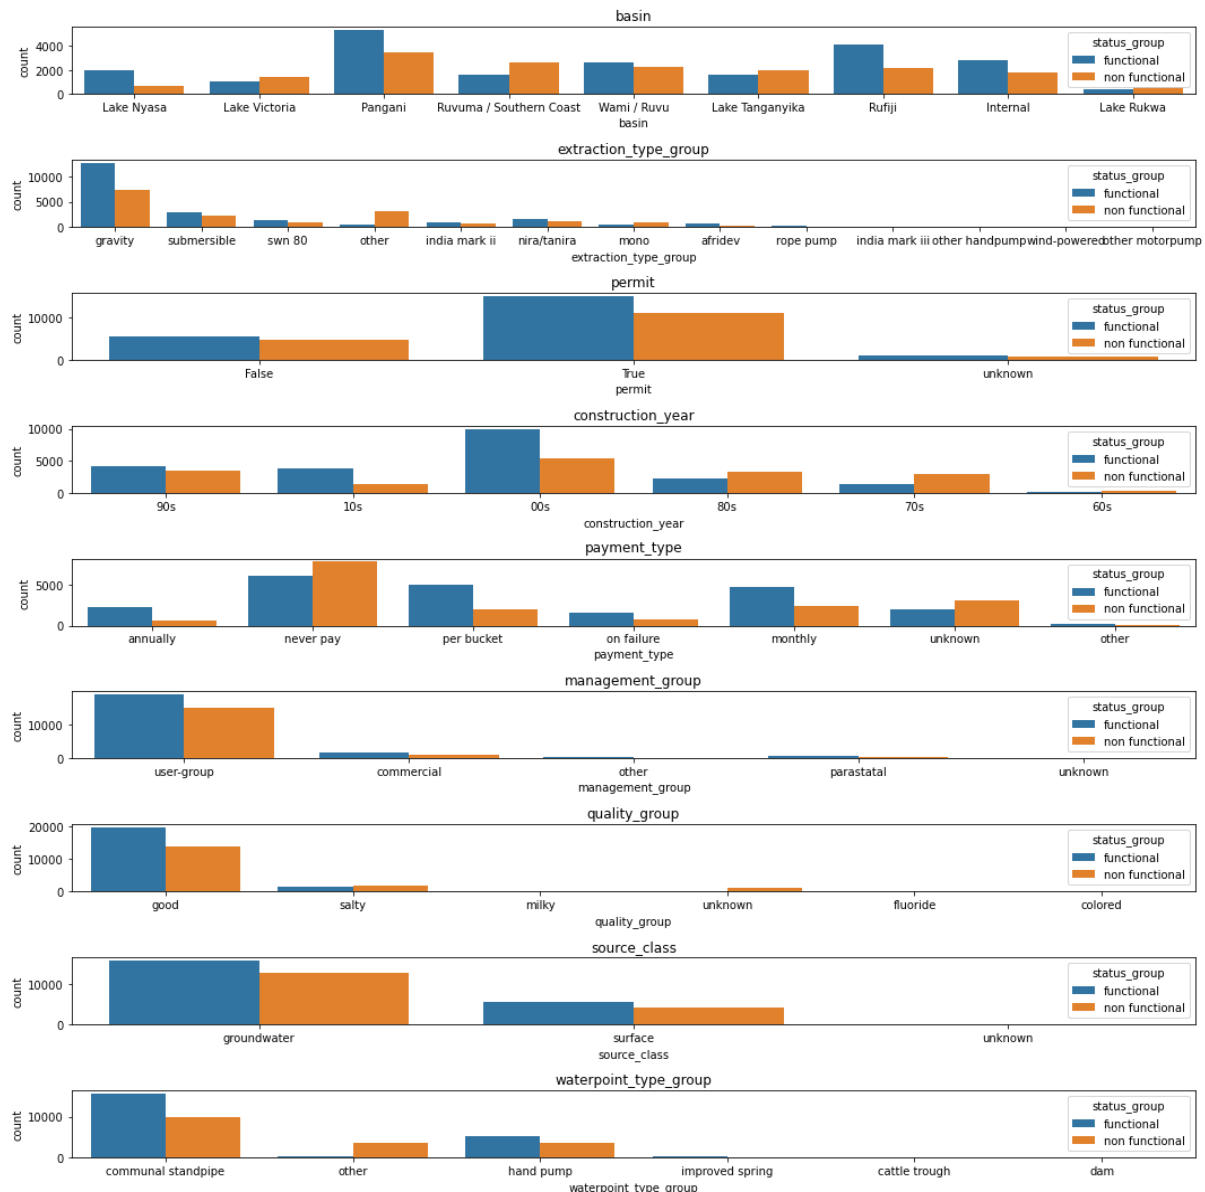 basin
4000
2000
0
count
status_group
functional
non functional
Lake Nyasa Lake Victoria Pangani Ruvuma / Southern Coast Wami / Ruvu Lake Tanganyika Rufiji Internal Lake Rukwa
basin
extraction_type_group
10000
5000
0
count
status_group
functional
non functional
gravity submersible swn 80 other india mark ii nira/tanira mono afridev rope pump india mark iii other handpump wind-powered other motorpump
extraction_type_group
permit
10000
0
count
status_group
functional
non functional
False True unknown
permit
construction_year
10000
5000
0
count
status_group
functional
non functional
90s 10s 00s 80s 70s 60s
construction_year
payment_type
5000
0
count
status_group
functional
non functional
annually never pay per bucket on failure monthly unknown other
payment_type
management_group
10000
0
count
status_group
functional
non functional
user-group commercial other parastatal unknown
management_group
quality_group
20000
10000
0
count
status_group
functional
non functional
good salty milky unknown fluoride colored
quality_group
source_class
10000
0
count
status_group
functional
non functional
groundwater surface unknown
source_class
waterpoint_type_group
10000
0
count
status_group
functional
non functional
communal standpipe other hand pump improved spring cattle trough dam
waterpoint_type_group